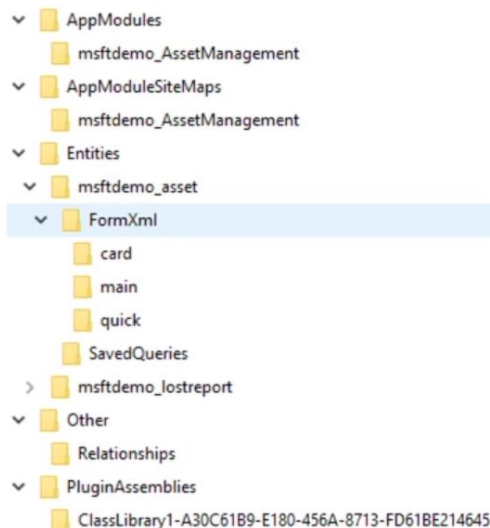 AppModules
msftdemo_AssetManagement
AppModuleSiteMaps
msftdemo_AssetManagement
Entities
msftdemo_asset
FormXml
card
main
quick
SavedQueries
msftdemo_lostreport
Other
Relationships
PluginAssemblies
ClassLibrary1-A30C61B9-E180-456A-8713-FD61BE214645